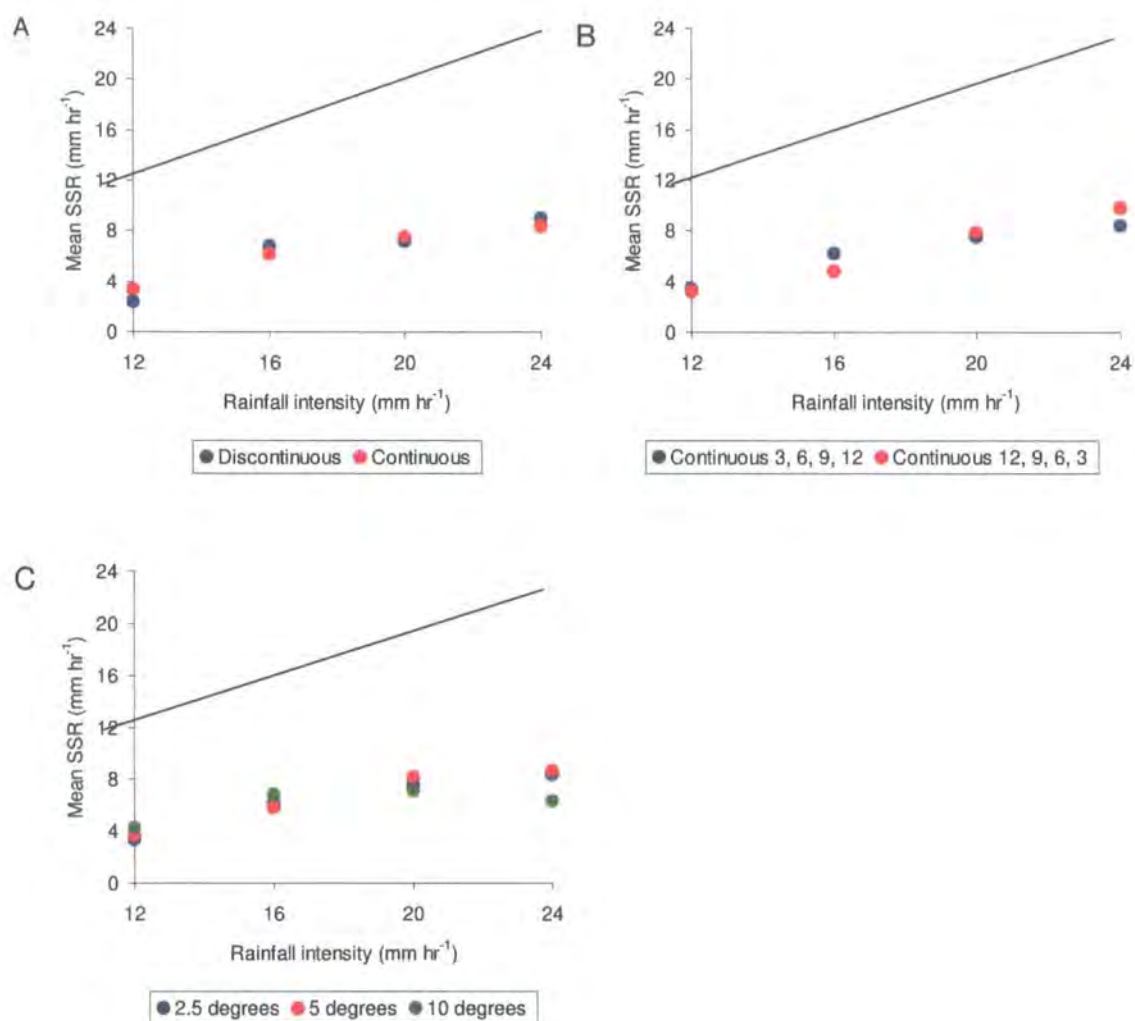 A
24
20
16
12
8
4
0
Mean SSR (mm hr⁻¹)
12 16 20 24
Rainfall intensity (mm hr⁻¹)
Discontinuous Continuous
B
24
20
16
12
8
4
0
Mean SSR (mm hr⁻¹)
12 16 20 24
Rainfall intensity (mm hr⁻¹)
Continuous 3, 6, 9, 12 Continuous 12, 9, 6, 3
C
24
20
16
12
8
4
0
Mean SSR (mm hr⁻¹)
12 16 20 24
Rainfall intensity (mm hr⁻¹)
2.5 degrees 5 degrees 10 degrees